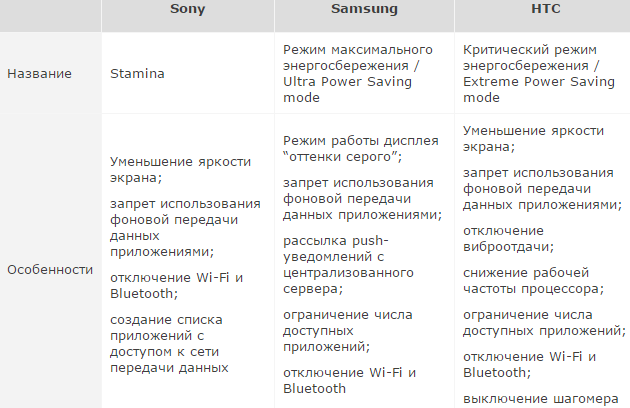 Sony Samsung HTC
Название
Stamina
Режим максимального
энергосбережения /
Ultra Power Saving
mode
Критический режим
энергосбережения /
Extreme Power Saving
mode
Особенности
Уменьшение яркости
экрана;
запрет использования
фоновой передачи
данных
приложениями;
отключение Wi-Fi и
Bluetooth;
создание списка
приложений с
доступом к сети
передачи данных
Режим работы дисплея
“оттенки серого”;
запрет использования
фоновой передачи
данных приложениями;
рассылка push-
уведомлений с
централизованного
сервера;
ограничение числа
доступных
приложений;
отключение Wi-Fi и
Bluetooth
Уменьшение яркости
экрана;
запрет использования
фоновой передачи
данных приложениями;
отключение
виброотдачи;
снижение рабочей
частоты процессора;
ограничение числа
доступных приложений;
отключение Wi-Fi и
Bluetooth;
выключение шагомера